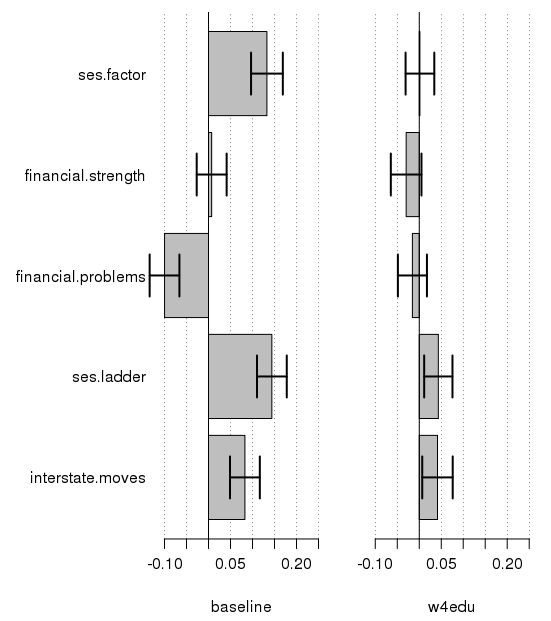 ses.factor
financial.strength
financial.problems
ses.ladder
interstate.moves
-0.10 0.05 0.20 -0.10 0.05 0.20
baseline w4edu